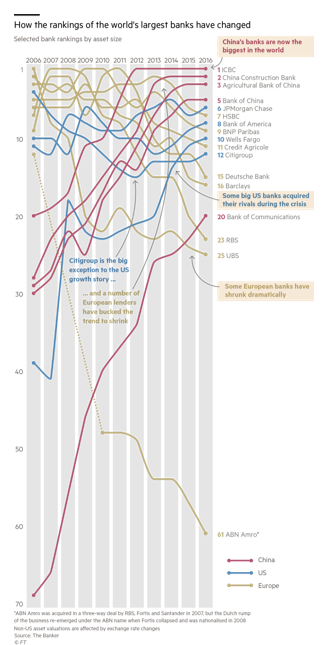 How the rankings of the world's largest banks have changed
Selected bank rankings by asset size
China's banks are now the
biggest in the world
2006 2007 2008 2009 2010 2011 2012 2013 2014 2015 2016
1
10
20
30
40
50
60
70
1 ICBC
2 China Construction Bank
3 Agricultural Bank of China
5 Bank of China
6 JPMorgan Chase
7 HSBC
8 Bank of America
9 BNP Paribas
10 Wells Fargo
11 Credit Agricole
12 Citigroup
15 Deutsche Bank
16 Barclays
Some big US banks acquired
their rivals during the crisis
20 Bank of Communications
23 RBS
25 UBS
Citigroup is the big
exception to the US
growth story ...
... and a number of
European lenders
have bucked the
trend to shrink
Some European banks have
shrunk dramatically
61 ABN Amro*
China
US
Europe
*ABN Amro was acquired in a three-way deal by RBS, Fortis and Santander in 2007, but the Dutch rump
of the business re-emerged under the ABN name when Fortis collapsed and was nationalised in 2008
Non-US asset valuations are affected by exchange rate changes
Source: The Banker
© FT